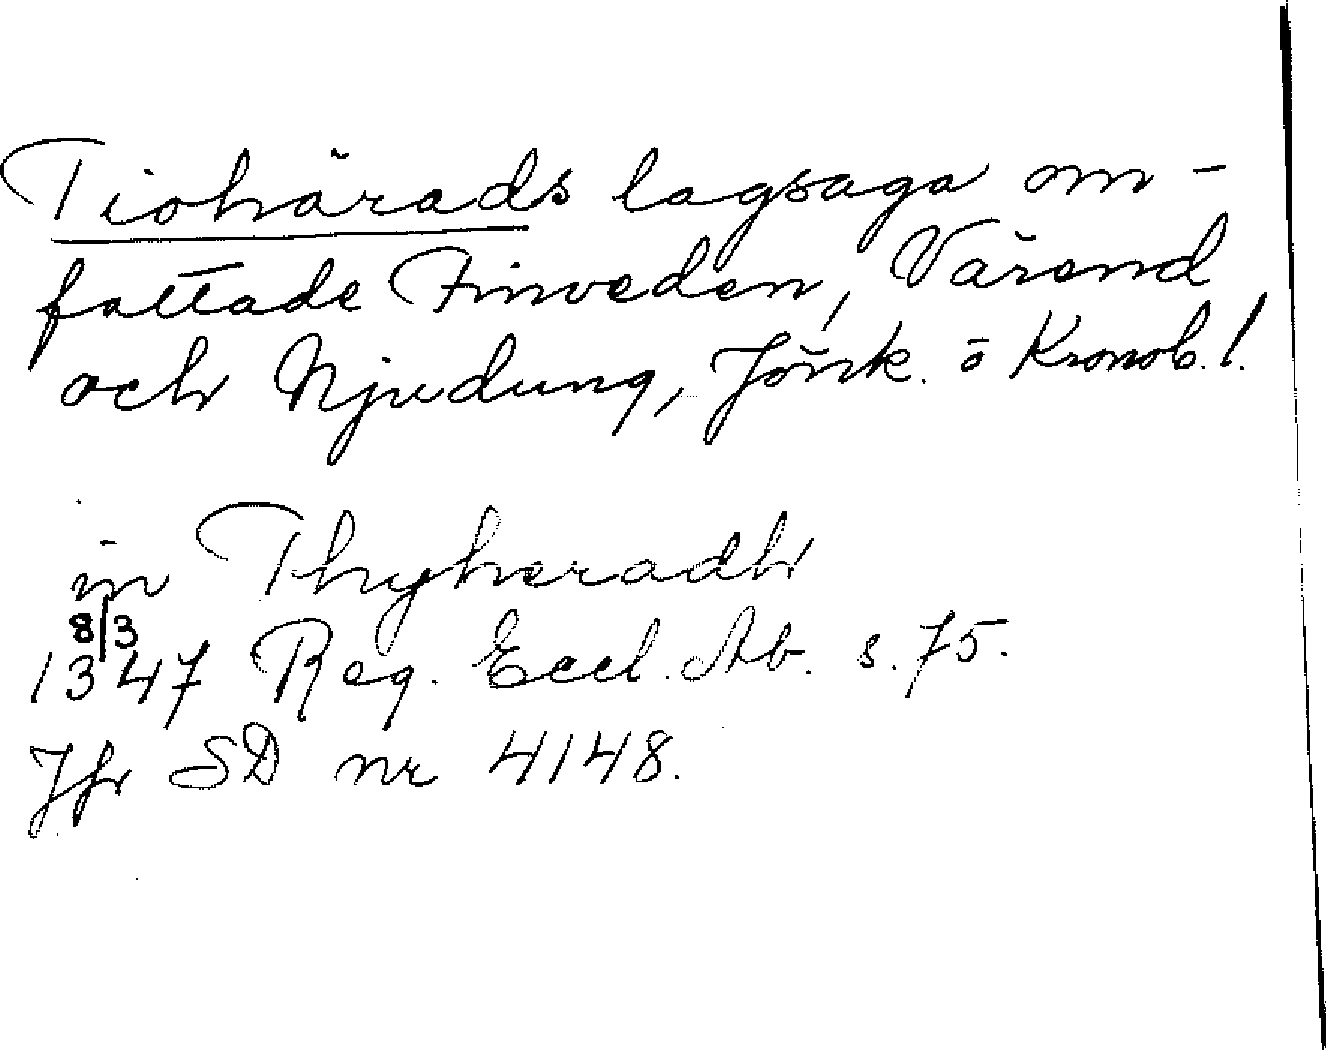 Tiohärads lagsaga om-
fattade Finveden, Värend
och Njudung, Jönk. o Kronob. l.
in Thyheradh
8/3
1347 Reg. Eccl. Ab. s. 75.
Jfr SD nr 4148.